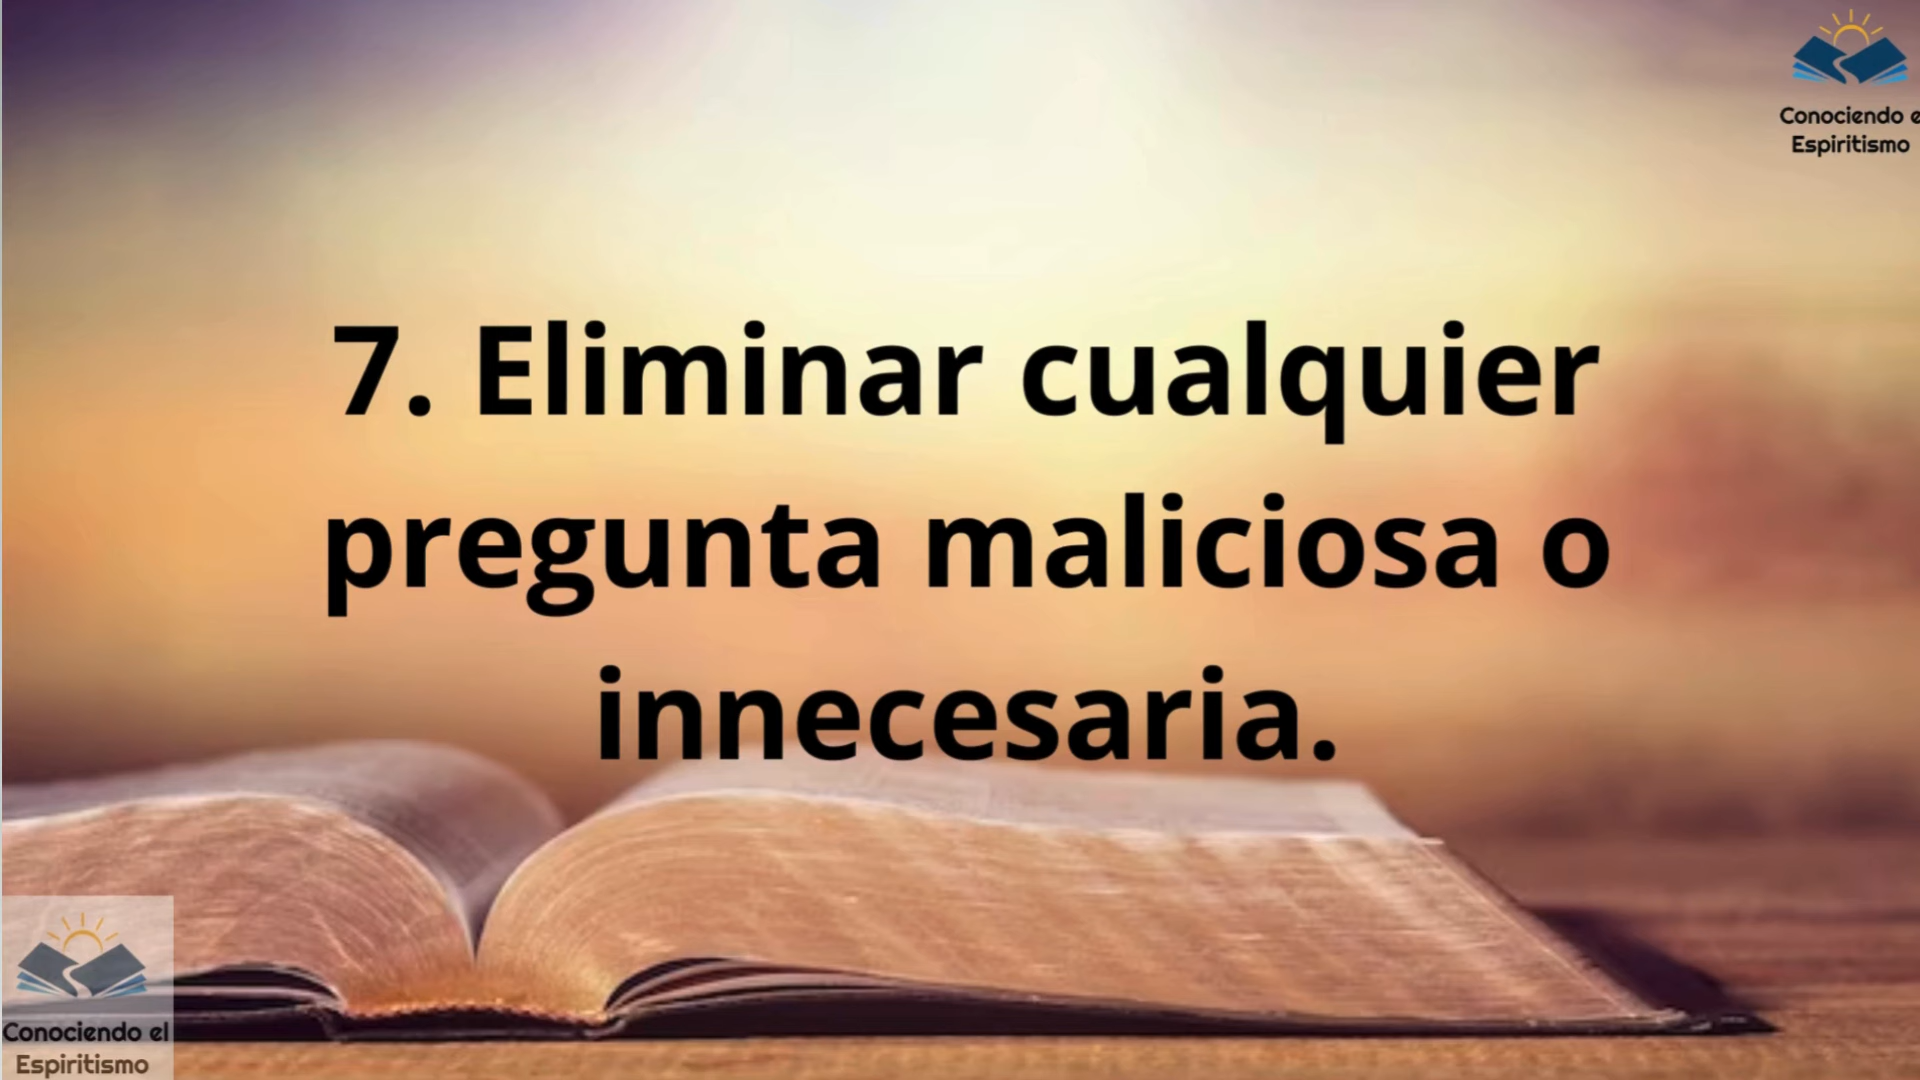 Conociendo e
Espiritismo
7. Eliminar cualquier
pregunta maliciosa o
innecesaria.
Conociendo el
Espiritismo